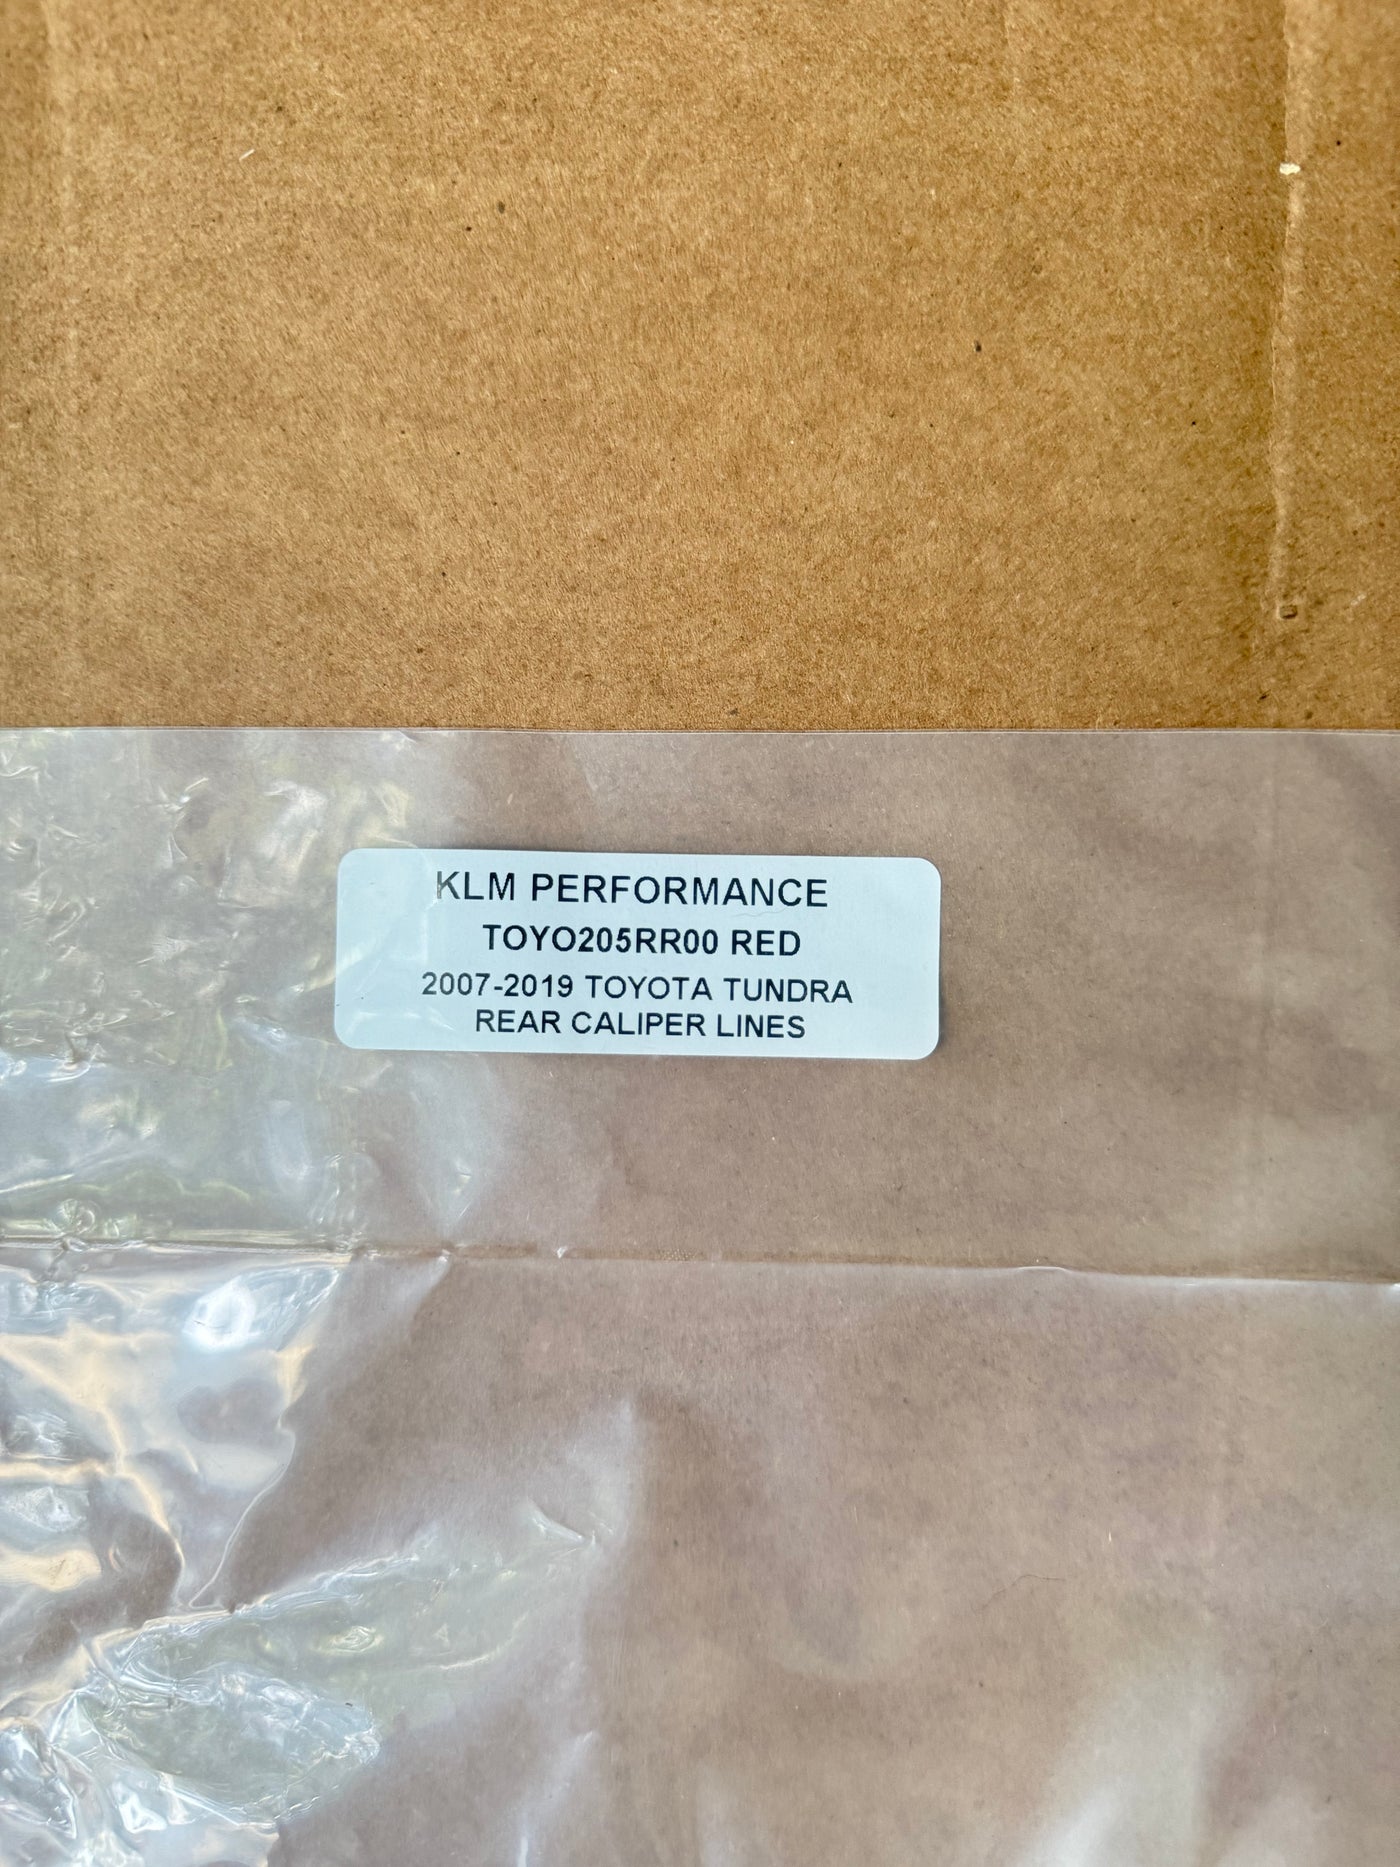 KLM PERFORMANCE
TOYO205RR00 RED
2007-2019 TOYOTA TUNDRA
REAR CALIPER LINES